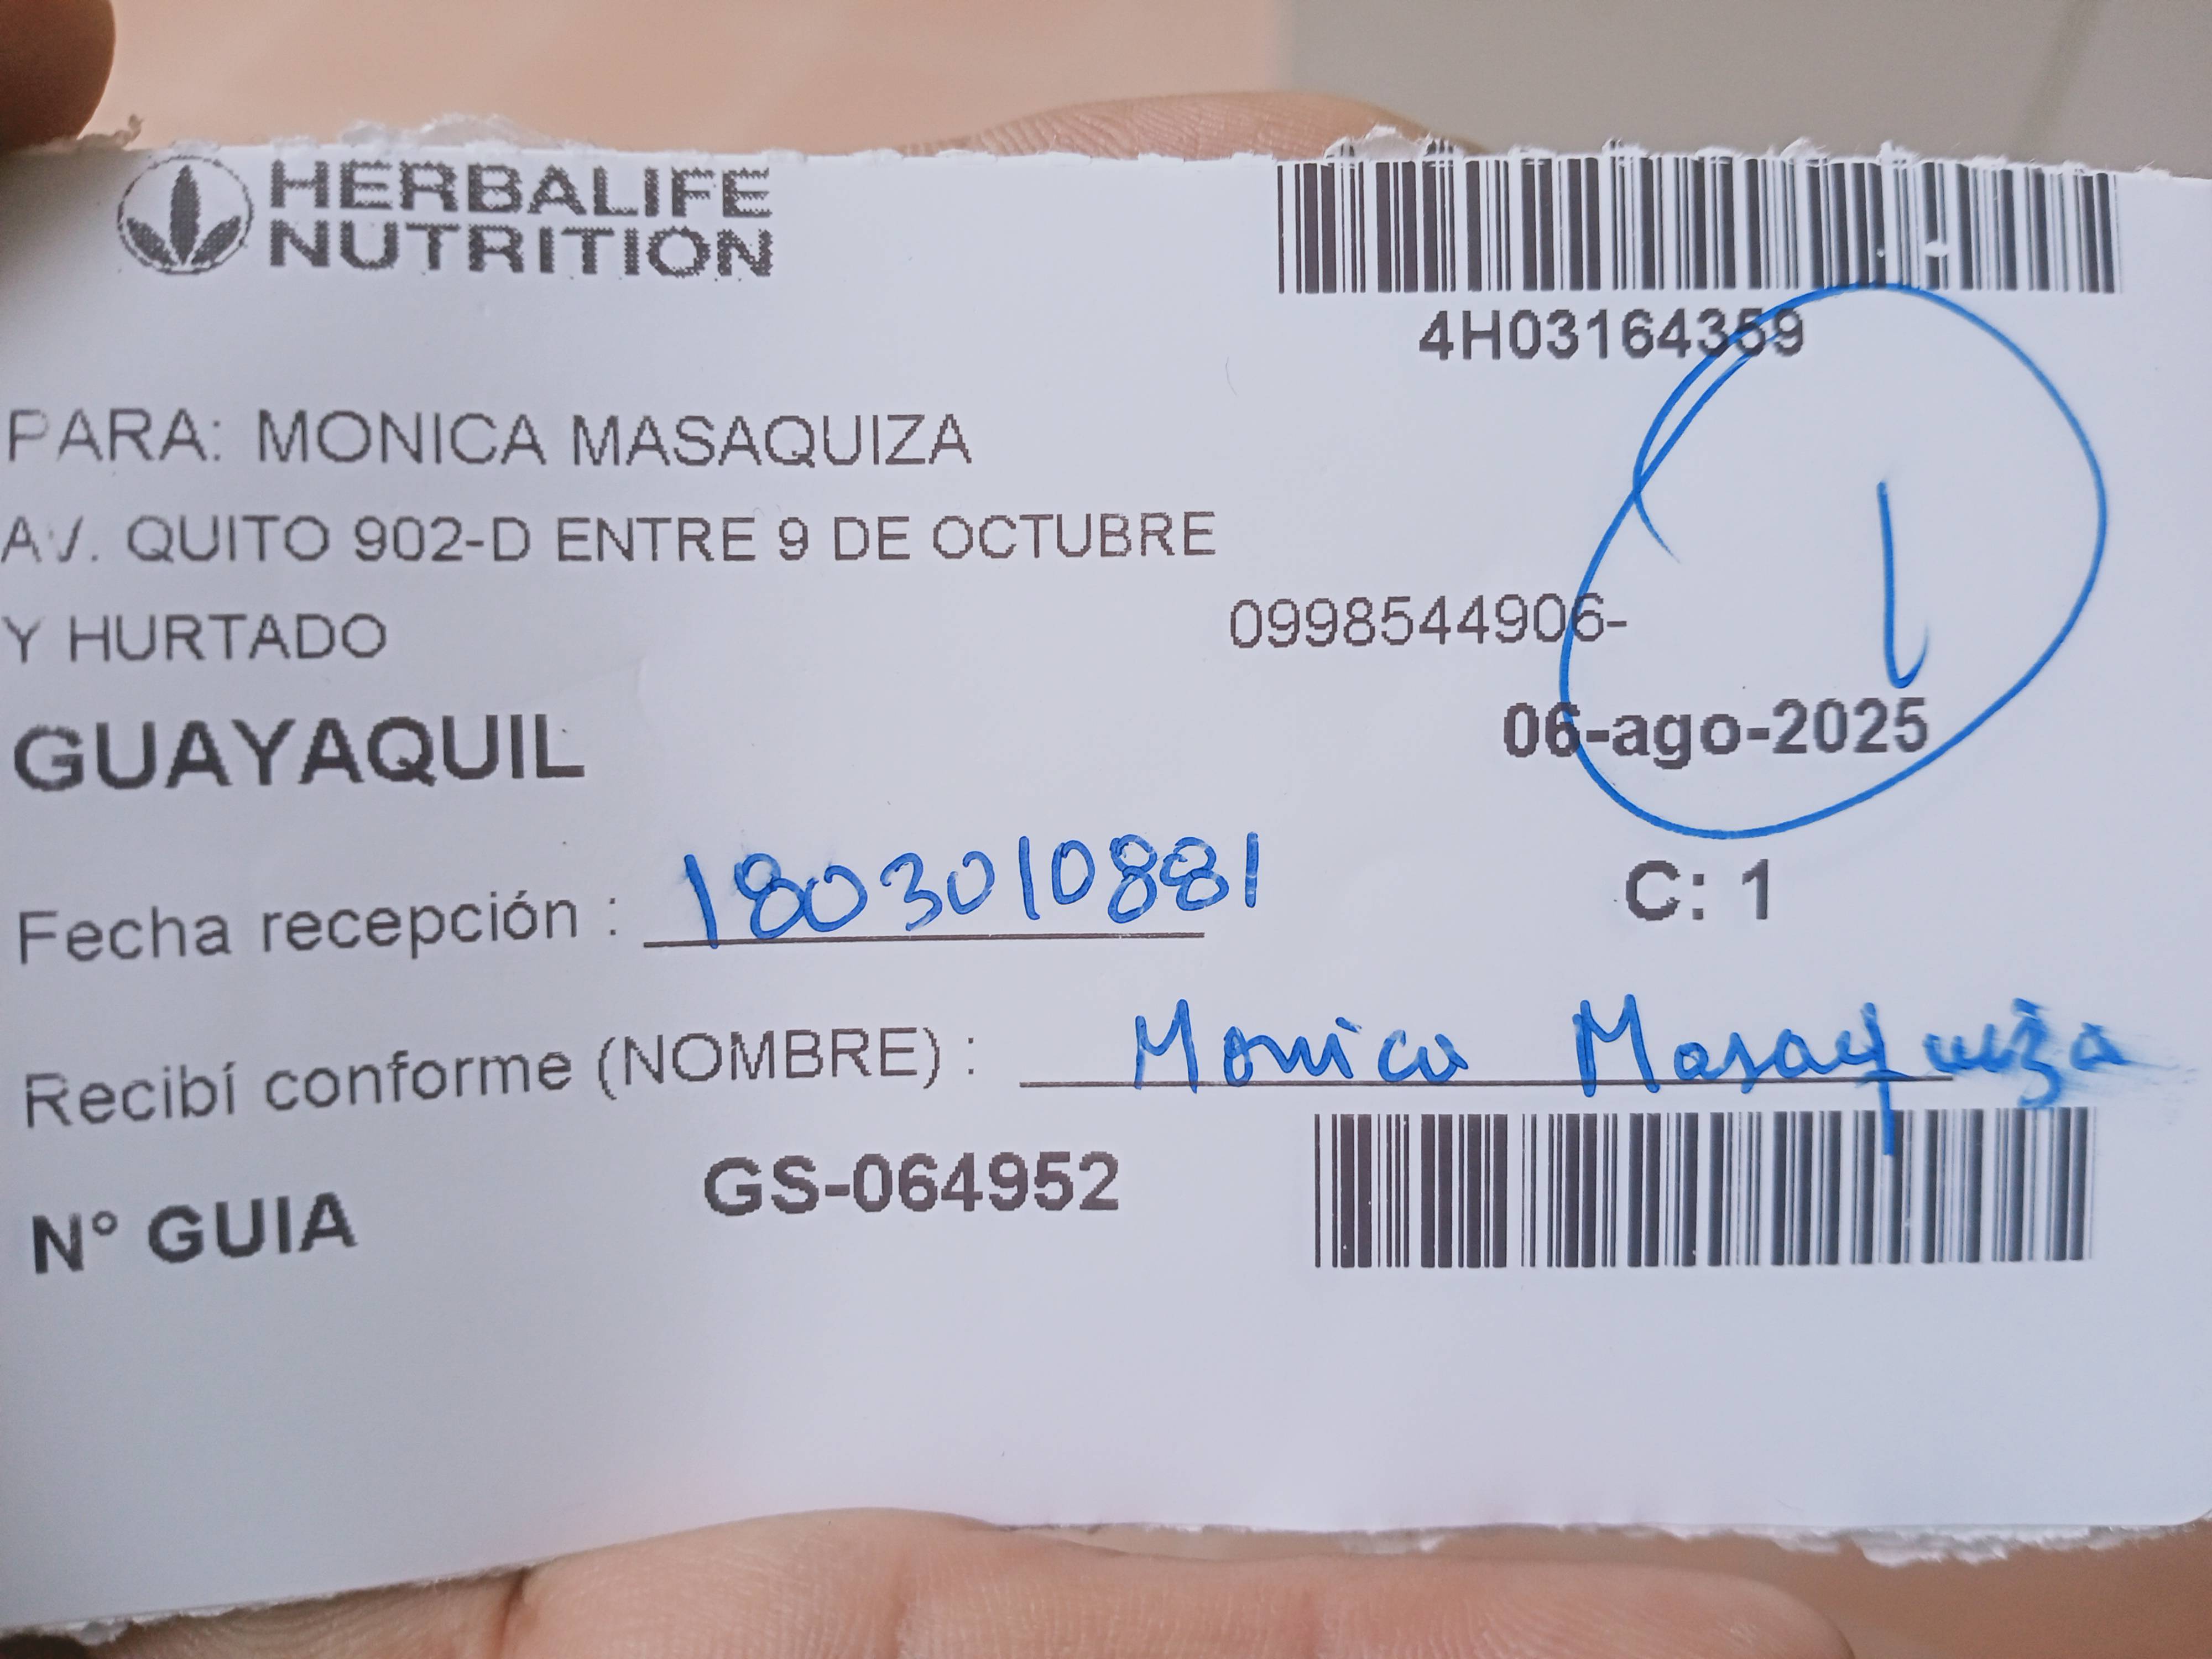 HERBALIFE
NUTRITION
4H03164359
PARA: MONICA MASAQUIZA
AV. QUITO 902-D ENTRE 9 DE OCTUBRE
Y HURTADO
0998544906-
1
GUAYAQUIL
06-ago-2025
Fecha recepción : 1803010881
C: 1
Recibí conforme (NOMBRE) : Monica Masaquiza
N° GUIA GS-064952